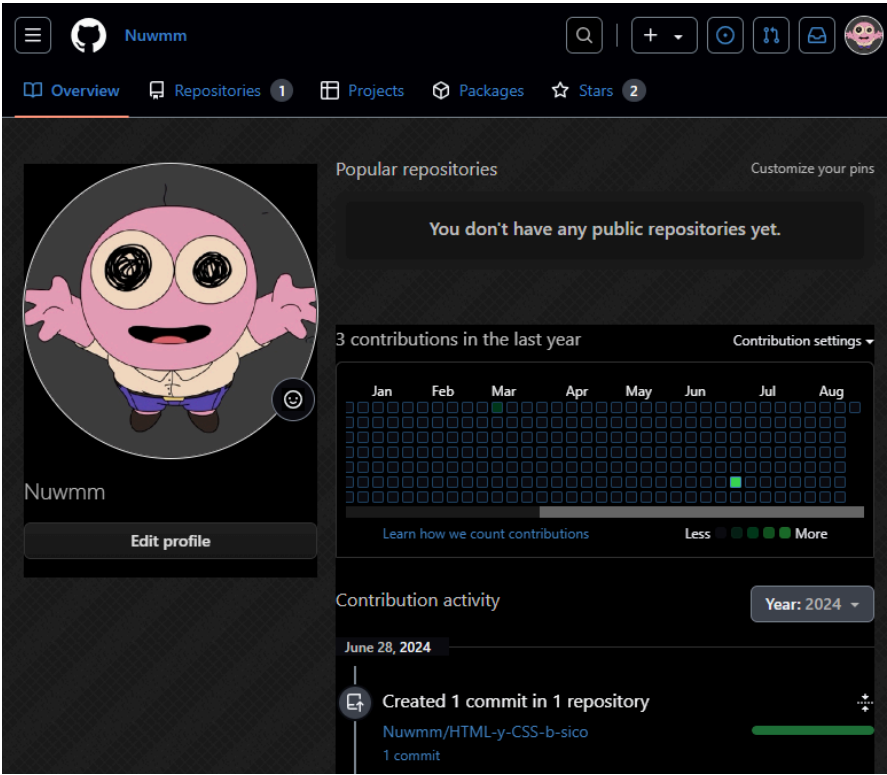 Nuwmm
Overview Repositories 1 Projects Packages Stars 2
Popular repositories Customize your pins
You don't have any public repositories yet.
3 contributions in the last year Contribution settings
Jan Feb Mar Apr May Jun Jul Aug
Learn how we count contributions Less More
Nuwmm
Edit profile
Contribution activity Year: 2024
June 28, 2024
Created 1 commit in 1 repository
Nuwmm/HTML-y-CSS-b-sico
1 commit